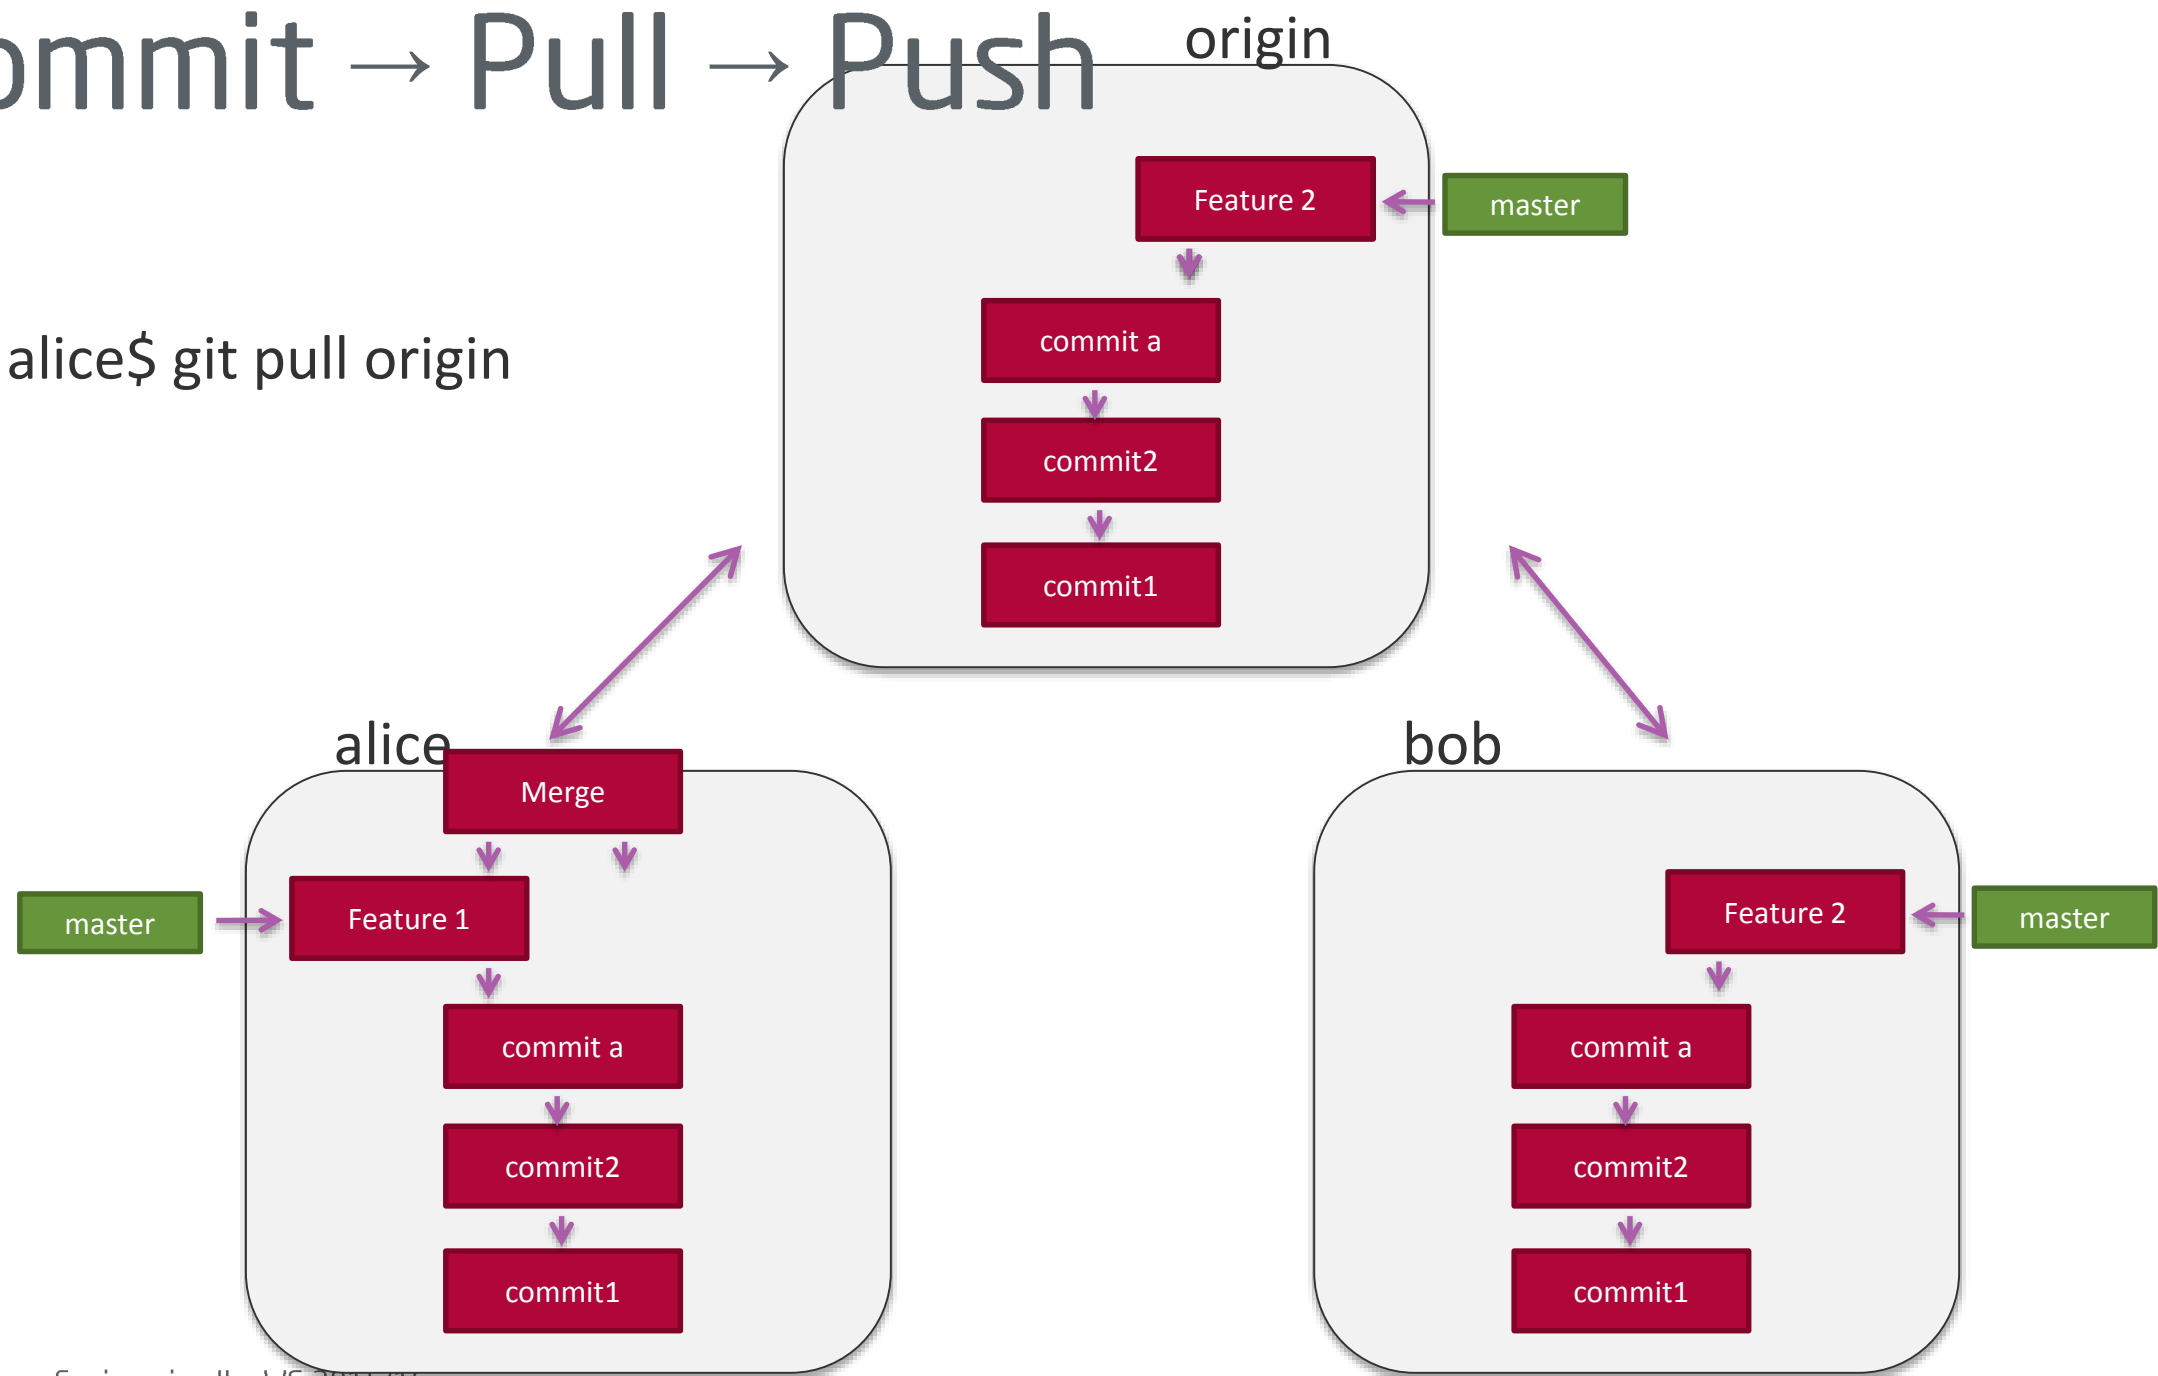 ommit → Pull → Push
origin
Feature 2
master
commit a
alice$ git pull origin
commit2
commit1
alice
Merge
master
Feature 1
commit a
commit2
commit1
bob
Feature 2
master
commit a
commit2
commit1